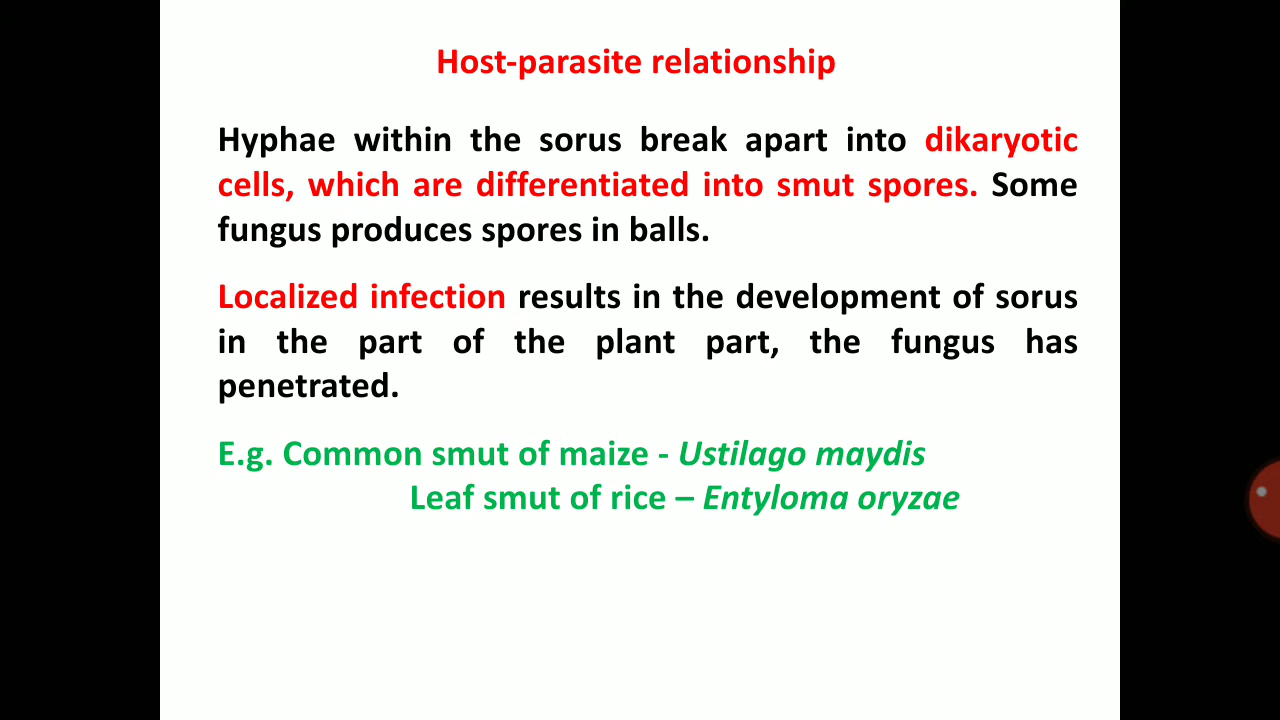 Host-parasite relationship
Hyphae within the sorus break apart into dikaryotic
cells, which are differentiated into smut spores. Some
fungus produces spores in balls.
Localized infection results in the development of sorus
in the part of the plant part, the fungus has
penetrated.
E.g. Common smut of maize - Ustilago maydis
Leaf smut of rice – Entyloma oryzae